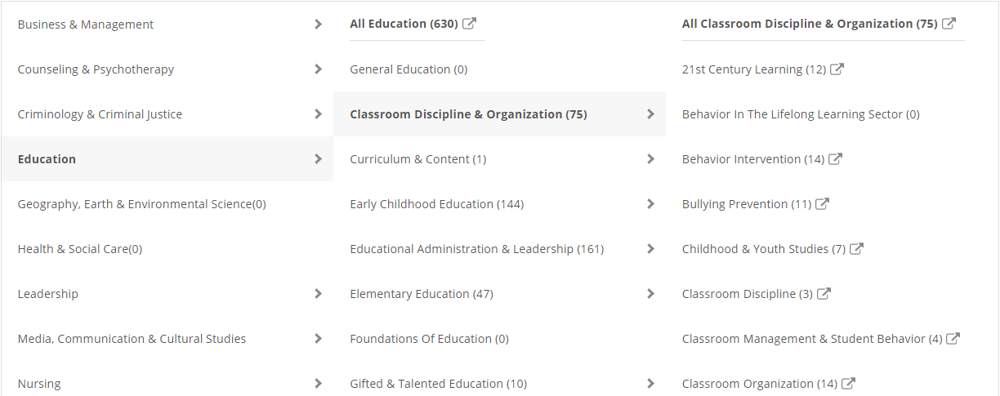 Business & Management
Counseling & Psychotherapy
Criminology & Criminal Justice
Education
Geography, Earth & Environmental Science(0)
Health & Social Care(0)
Leadership
Media, Communication & Cultural Studies
Nursing
All Education (630)
General Education (0)
Classroom Discipline & Organization (75)
Curriculum & Content (1)
Early Childhood Education (144)
Educational Administration & Leadership (161)
Elementary Education (47)
Foundations Of Education (0)
Gifted & Talented Education (10)
All Classroom Discipline & Organization (75)
21st Century Learning (12)
Behavior In The Lifelong Learning Sector (0)
Behavior Intervention (14)
Bullying Prevention (11)
Childhood & Youth Studies (7)
Classroom Discipline (3)
Classroom Management & Student Behavior (4)
Classroom Organization (14)